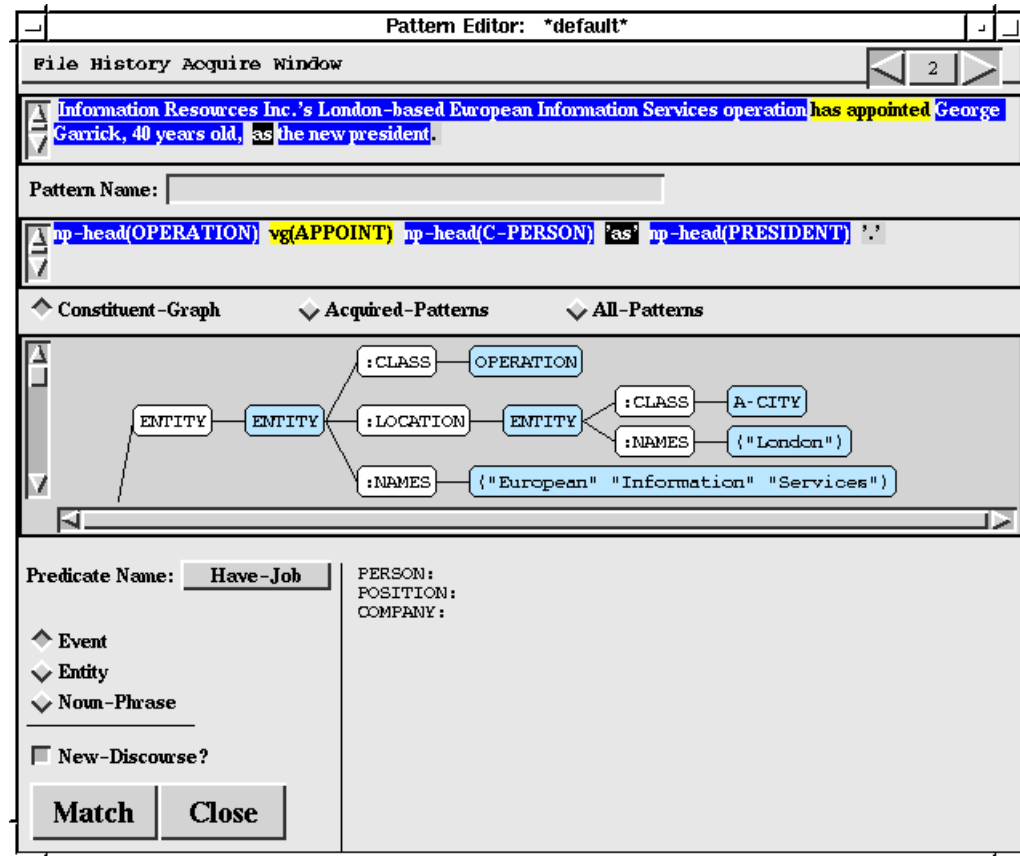 Pattern Editor: *default*
File History Acquire Window
2
Information Resources Inc.'s London-based European Information Services operation has appointed George
Garrick, 40 years old, as the new president.
Pattern Name:
np-head(OPERATION) vg(APPOINT) np-head(C-PERSON) 'as' np-head(PRESIDENT) '.'
Constituent-Graph Acquired-Patterns All-Patterns
:CLASS OPERATION
:CLASS A-CITY
ENTITY ENTITY :LOCATION ENTITY
:NAMES ("London")
:NAMES ("European" "Information" "Services")
Predicate Name: Have-Job
PERSON:
POSITION:
COMPANY:
Event
Entity
Noun-Phrase
New-Discourse?
Match Close